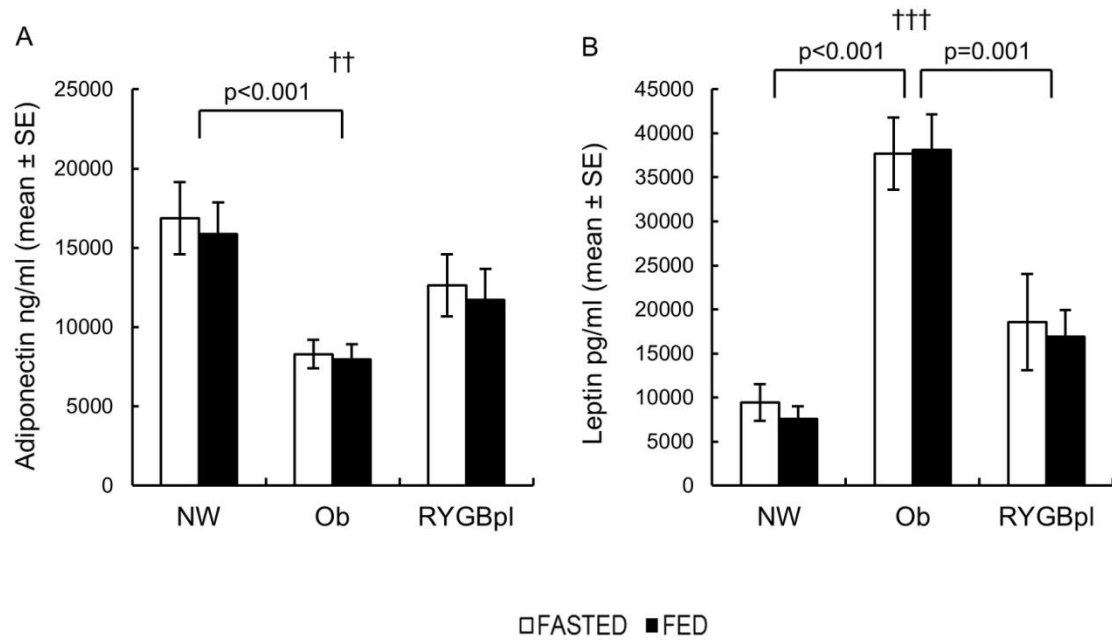 A
††
p<0.001
Adiponectin ng/ml (mean ± SE)
25000
20000
15000
10000
5000
0
NW Ob RYGBpl
B
†††
p<0.001 p=0.001
Leptin pg/ml (mean ± SE)
45000
40000
35000
30000
25000
20000
15000
10000
5000
0
NW Ob RYGBpl
FASTED FED